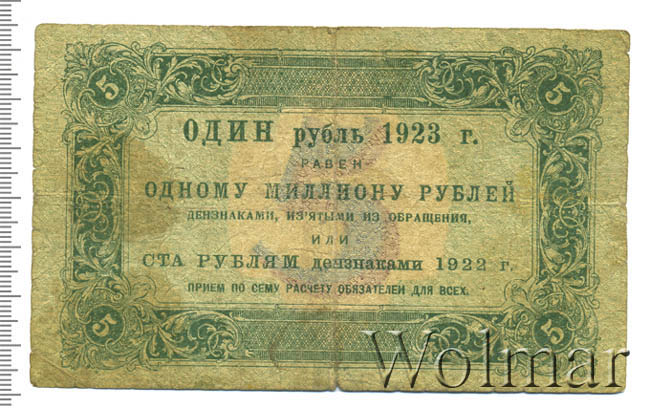 5 5
ОДИН рубль 1923 г.
РАВЕН
ОДНОМУ МИЛЛИОНУ РУБЛЕЙ
ДЕНЗНАКАМИ, ИЗ'ЯТЫМИ ИЗ ОБРАЩЕНИЯ,
ИЛИ
СТА РУБЛЯМ дензнаками 1922 г.
ПРИЕМ ПО СЕМУ РАСЧЕТУ ОБЯЗАТЕЛЕН ДЛЯ ВСЕХ.
5 5
Wolmar